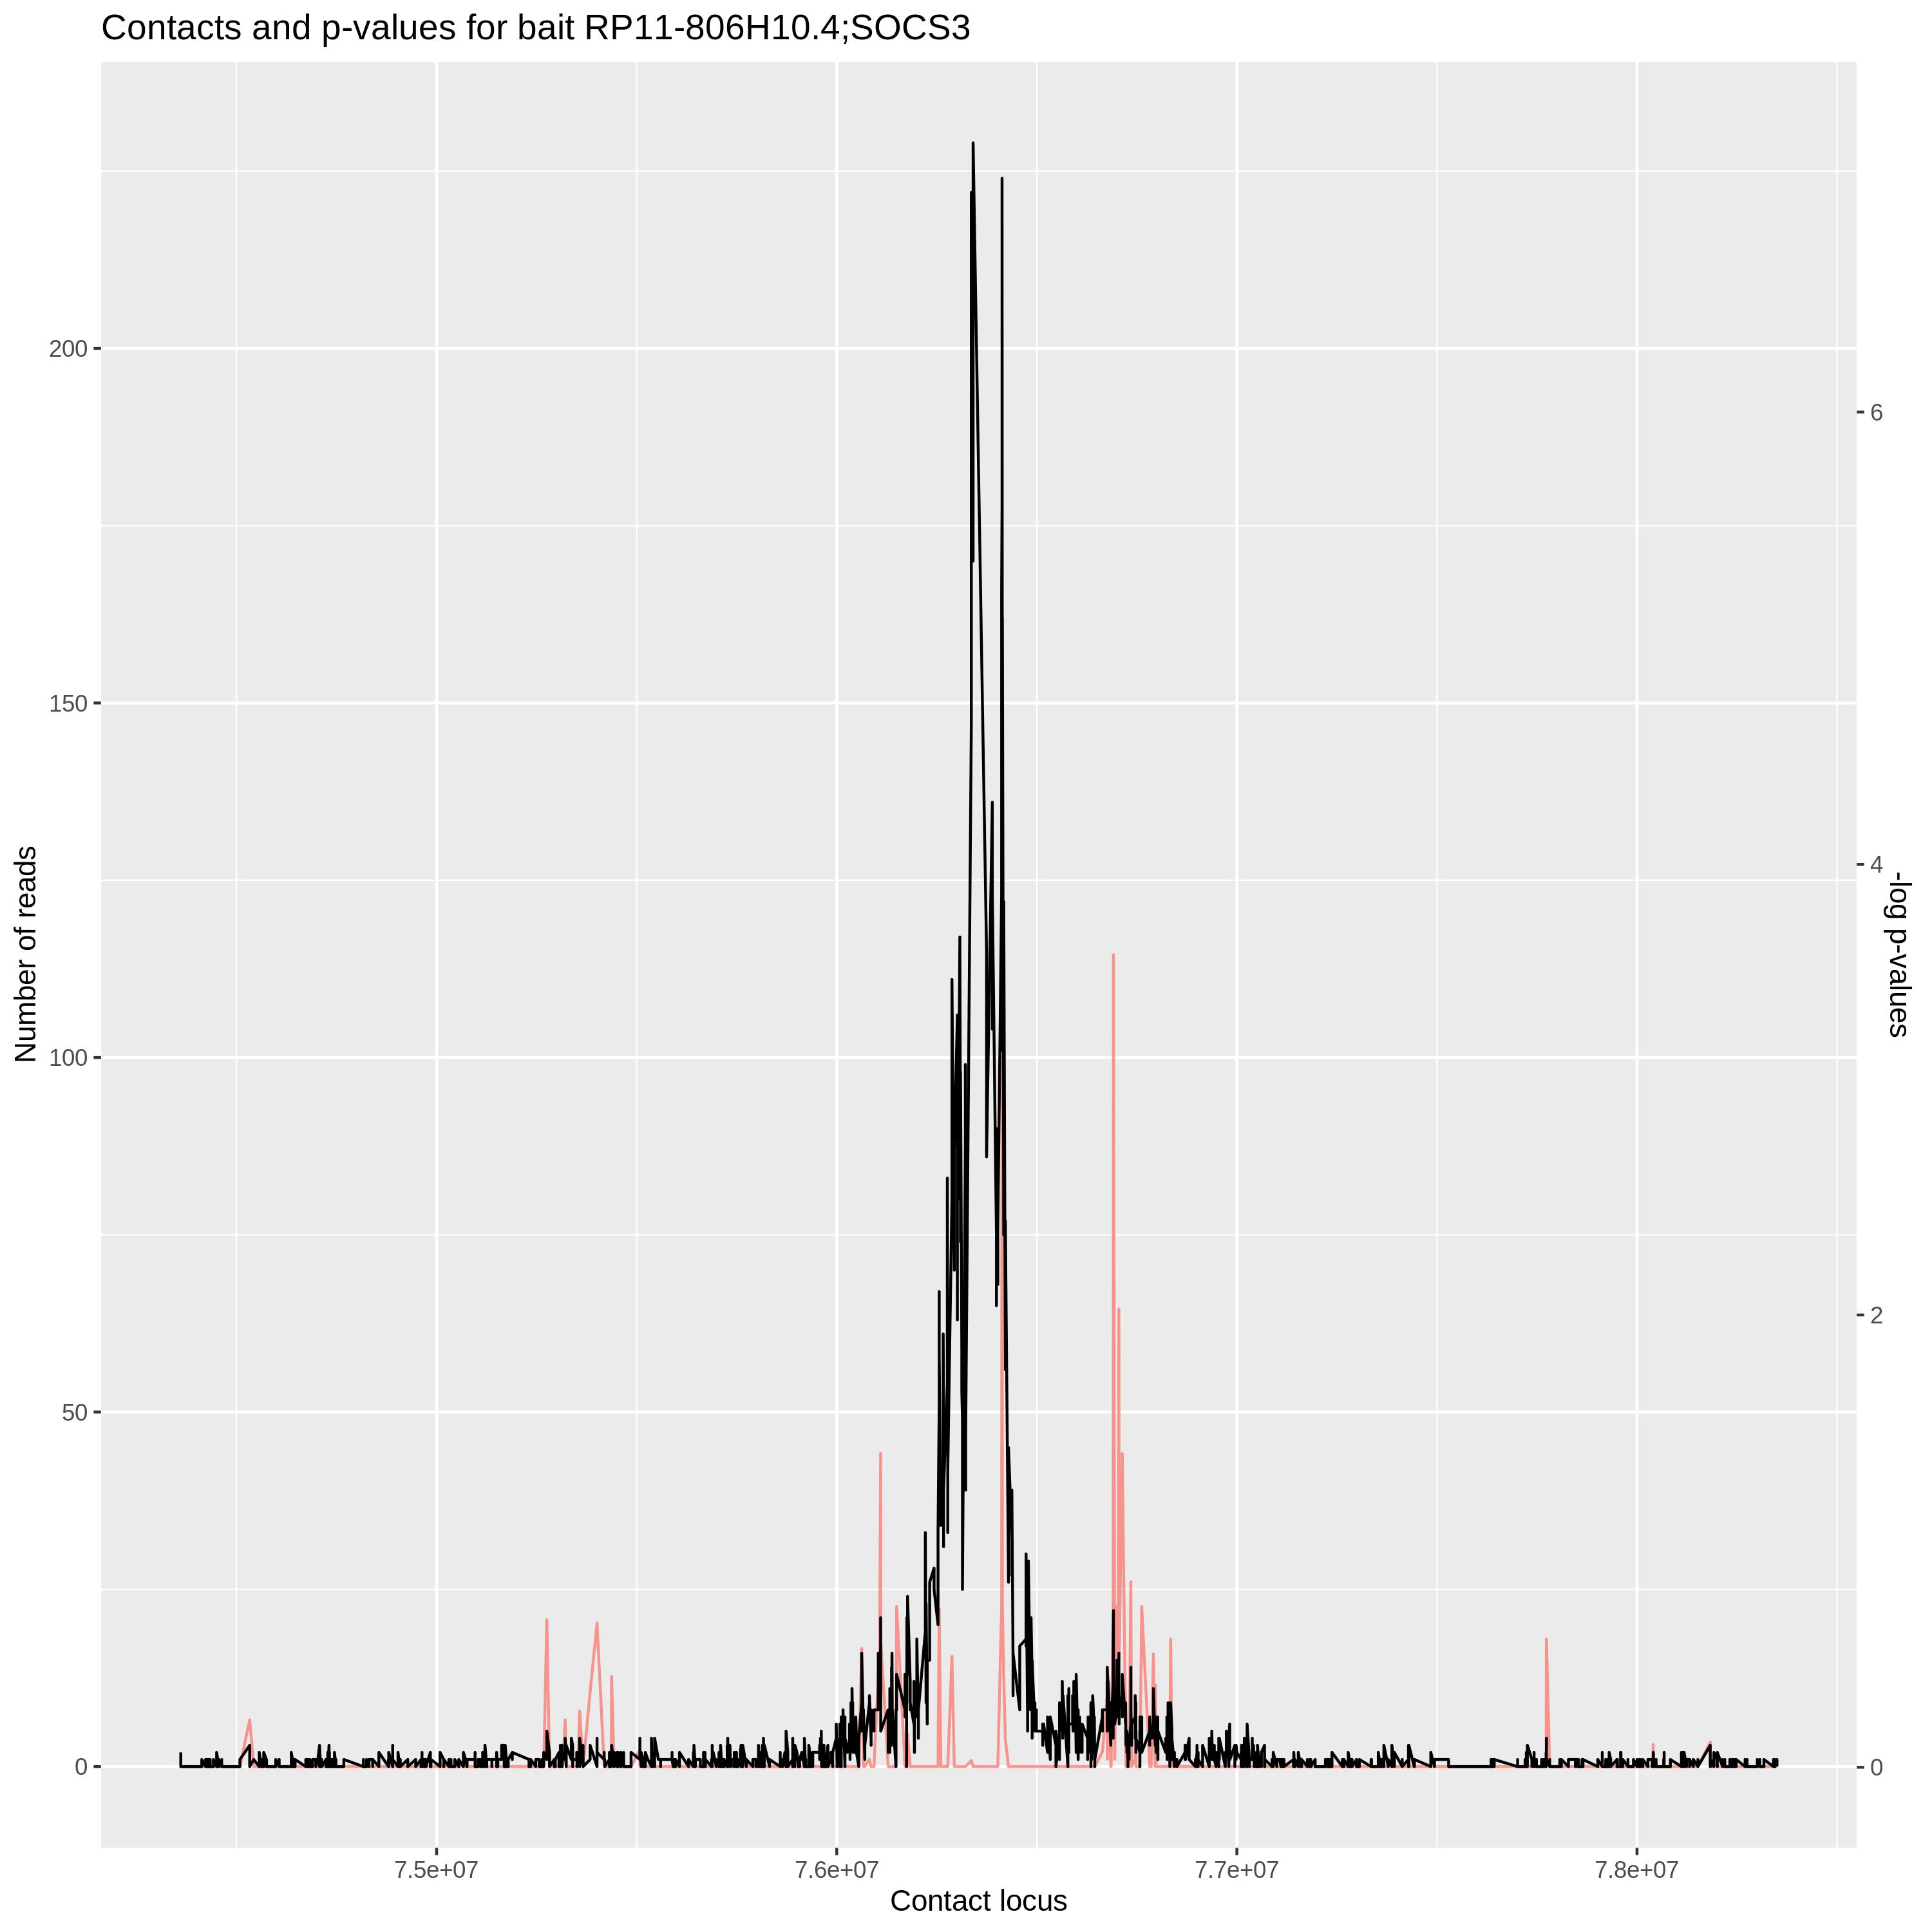 Contacts and p-values for bait RP11-806H10.4;SOCS3
Number of reads
200
150
100
50
0
6
4
2
0
-log p-values
7.5e+07
7.6e+07
7.7e+07
7.8e+07
Contact locus